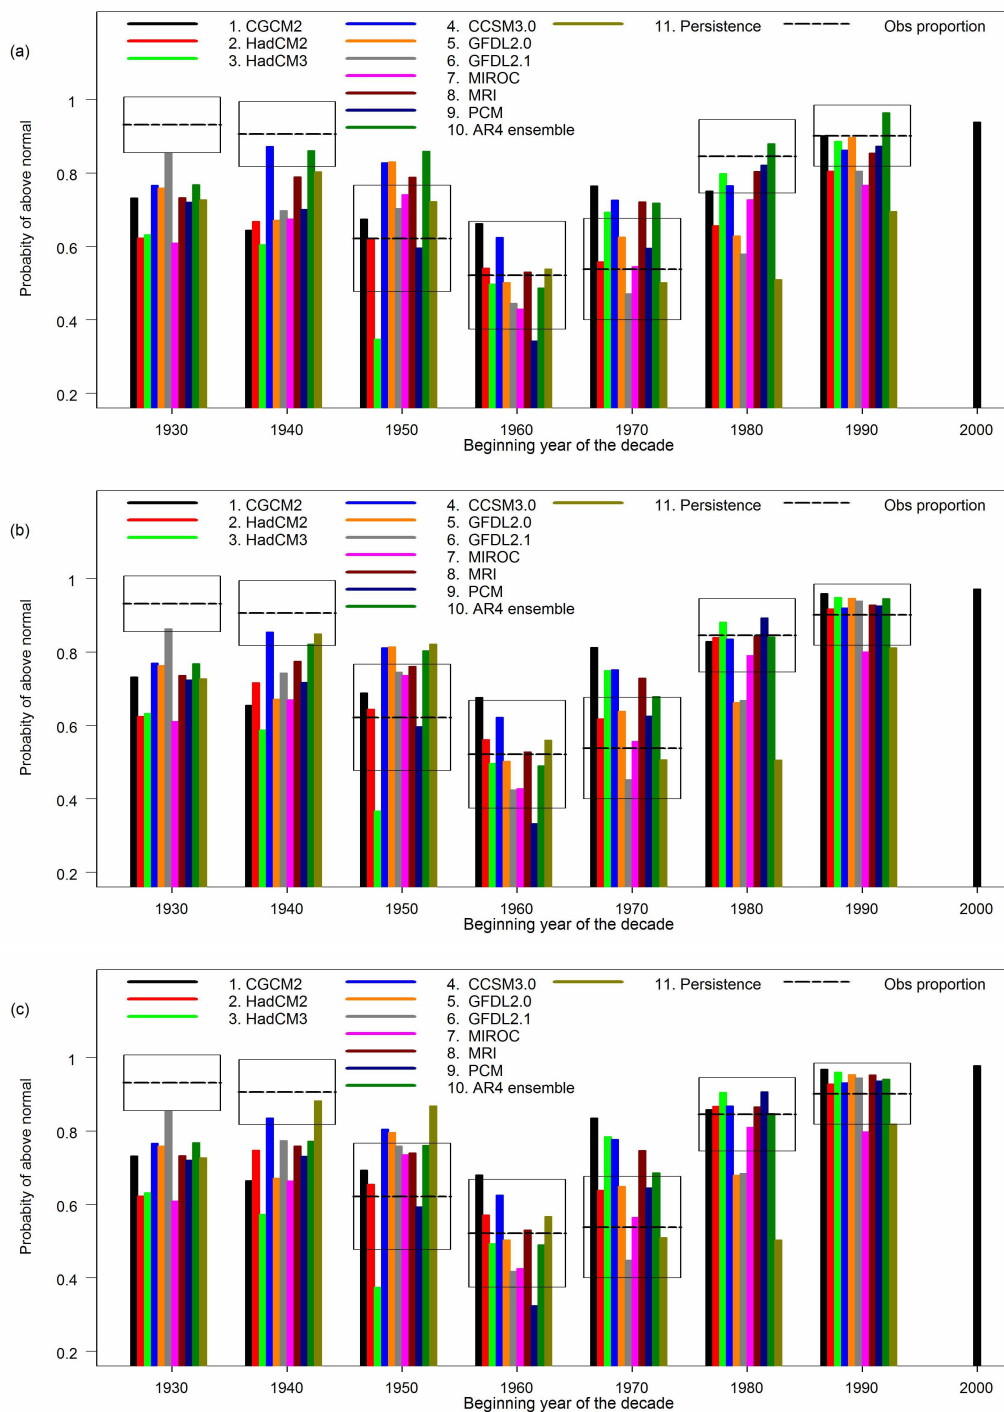 (a)
1. CGCM2
2. HadCM2
3. HadCM3
4. CCSM3.0
5. GFDL2.0
6. GFDL2.1
7. MIROC
8. MRI
9. PCM
10. AR4 ensemble
11. Persistence
Obs proportion
Probabity of above normal
1
0.8
0.6
0.4
0.2
1930 1940 1950 1960 1970 1980 1990 2000
Beginning year of the decade
(b)
1. CGCM2
2. HadCM2
3. HadCM3
4. CCSM3.0
5. GFDL2.0
6. GFDL2.1
7. MIROC
8. MRI
9. PCM
10. AR4 ensemble
11. Persistence
Obs proportion
Probabity of above normal
1
0.8
0.6
0.4
0.2
1930 1940 1950 1960 1970 1980 1990 2000
Beginning year of the decade
(c)
1. CGCM2
2. HadCM2
3. HadCM3
4. CCSM3.0
5. GFDL2.0
6. GFDL2.1
7. MIROC
8. MRI
9. PCM
10. AR4 ensemble
11. Persistence
Obs proportion
Probabity of above normal
1
0.8
0.6
0.4
0.2
1930 1940 1950 1960 1970 1980 1990 2000
Beginning year of the decade